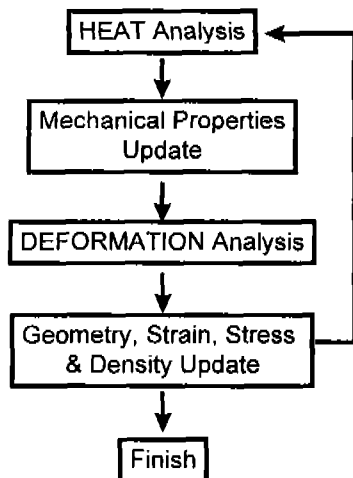 HEAT Analysis
Mechanical Properties
Update
DEFORMATION Analysis
Geometry, Strain, Stress
& Density Update
Finish